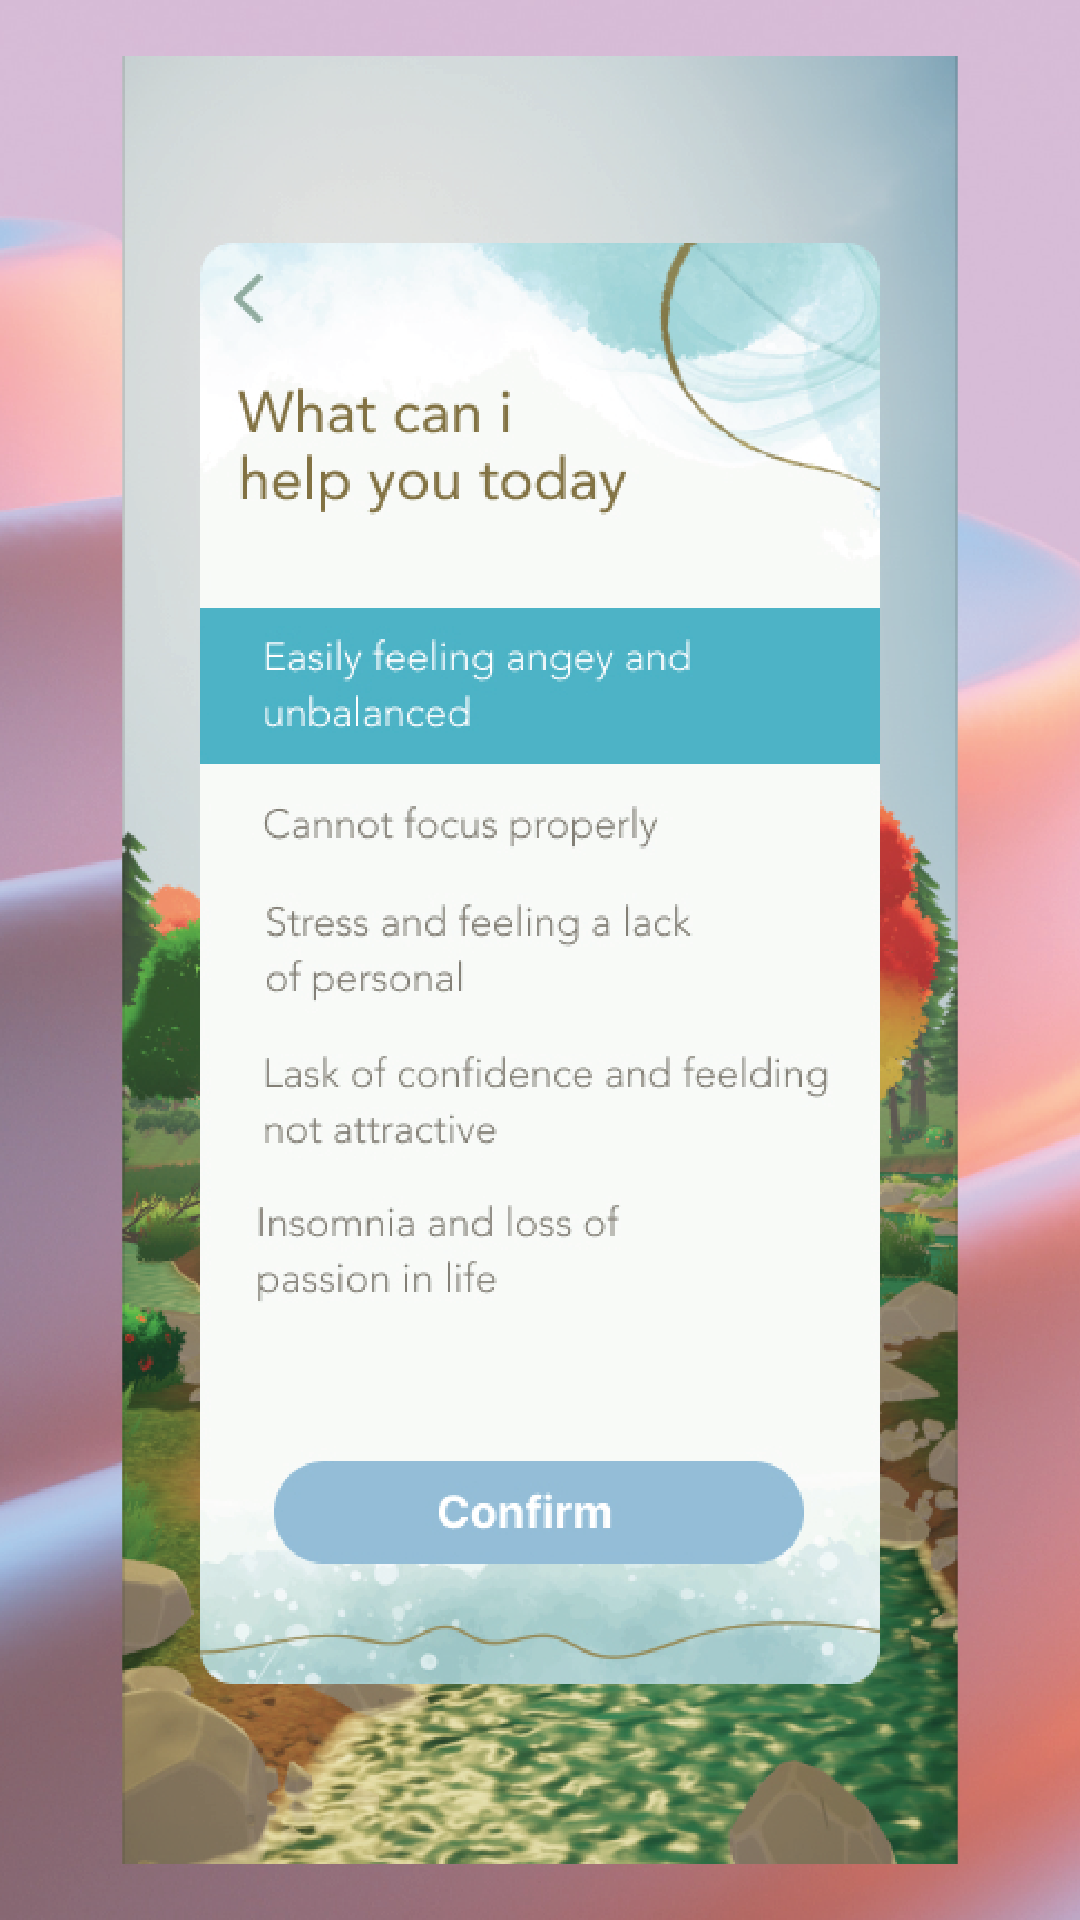 What can i
help you today
Easily feeling angey and
unbalanced
Cannot focus properly
Stress and feeling a lack
of personal
Lask of confidence and feelding
not attractive
Insomnia and loss of
passion in life
Confirm